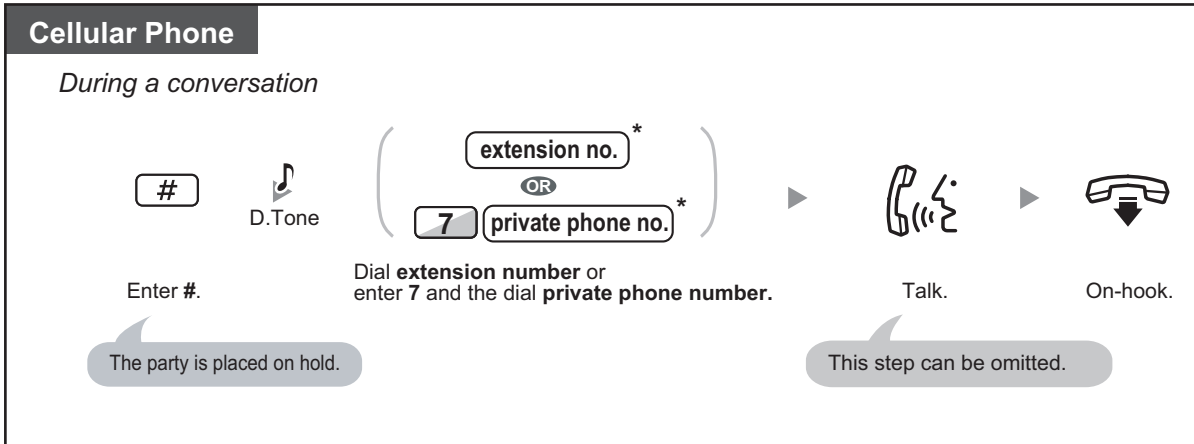 Cellular Phone
During a conversation
#
D.Tone
extension no. *
OR
7 private phone no. *
Enter #.
Dial extension number or
enter 7 and the dial private phone number.
Talk.
On-hook.
The party is placed on hold.
This step can be omitted.